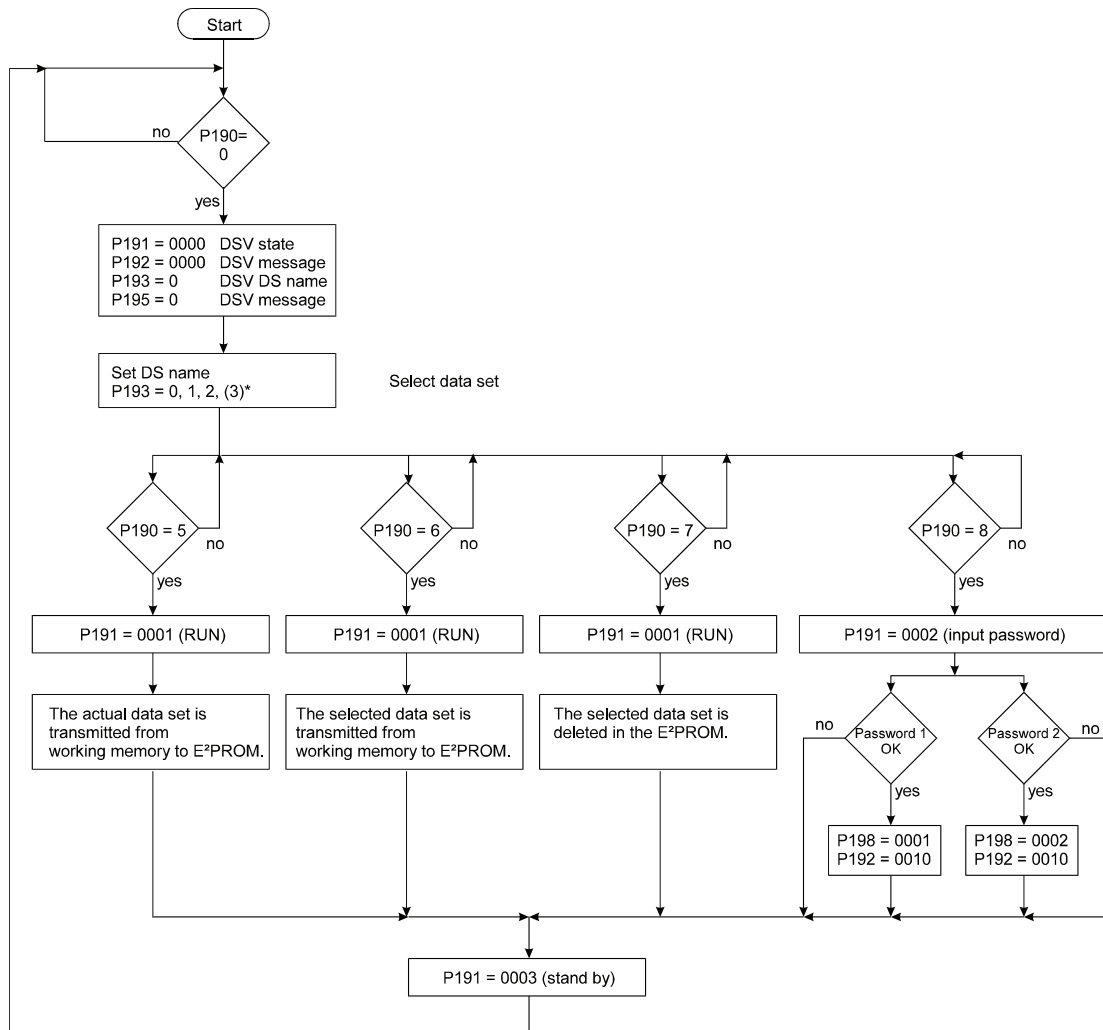 Start
no
P190=
0
yes
P191 = 0000 DSV state
P192 = 0000 DSV message
P193 = 0 DSV DS name
P195 = 0 DSV message
Set DS name
P193 = 0, 1, 2, (3)*
Select data set
P190 = 5
no
yes
P190 = 6
no
yes
P190 = 7
no
yes
P190 = 8
no
yes
P191 = 0001 (RUN)
P191 = 0001 (RUN)
P191 = 0001 (RUN)
P191 = 0002 (input password)
The actual data set is
transmitted from
working memory to E²PROM.
The selected data set is
transmitted from
working memory to E²PROM.
The selected data set is
deleted in the E²PROM.
no
Password 1
OK
yes
Password 2
OK
no
yes
P198 = 0001
P192 = 0010
P198 = 0002
P192 = 0010
P191 = 0003 (stand by)